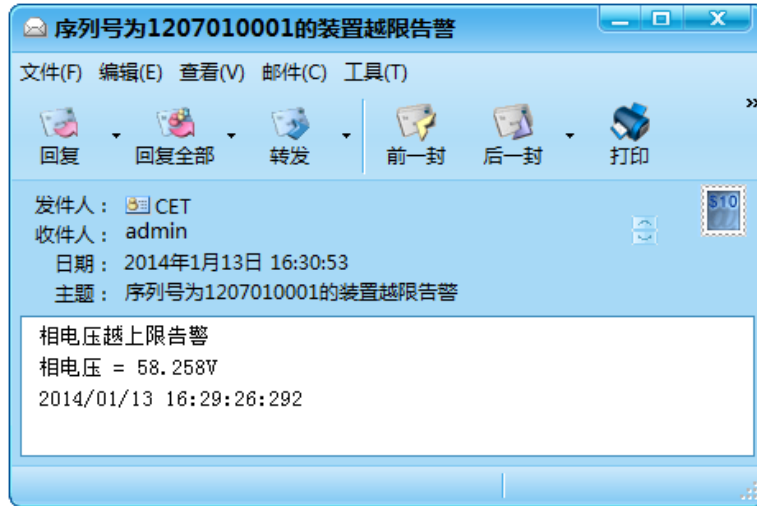 序列号为1207010001的装置越限告警
文件(F) 编辑(E) 查看(V) 邮件(C) 工具(T)
回复 回复全部 转发 前一封 后一封 打印 »
发件人： CET
收件人： admin
日期： 2014年1月13日 16:30:53
主题： 序列号为1207010001的装置越限告警
$10
相电压越上限告警
相电压 = 58.258V
2014/01/13 16:29:26:292